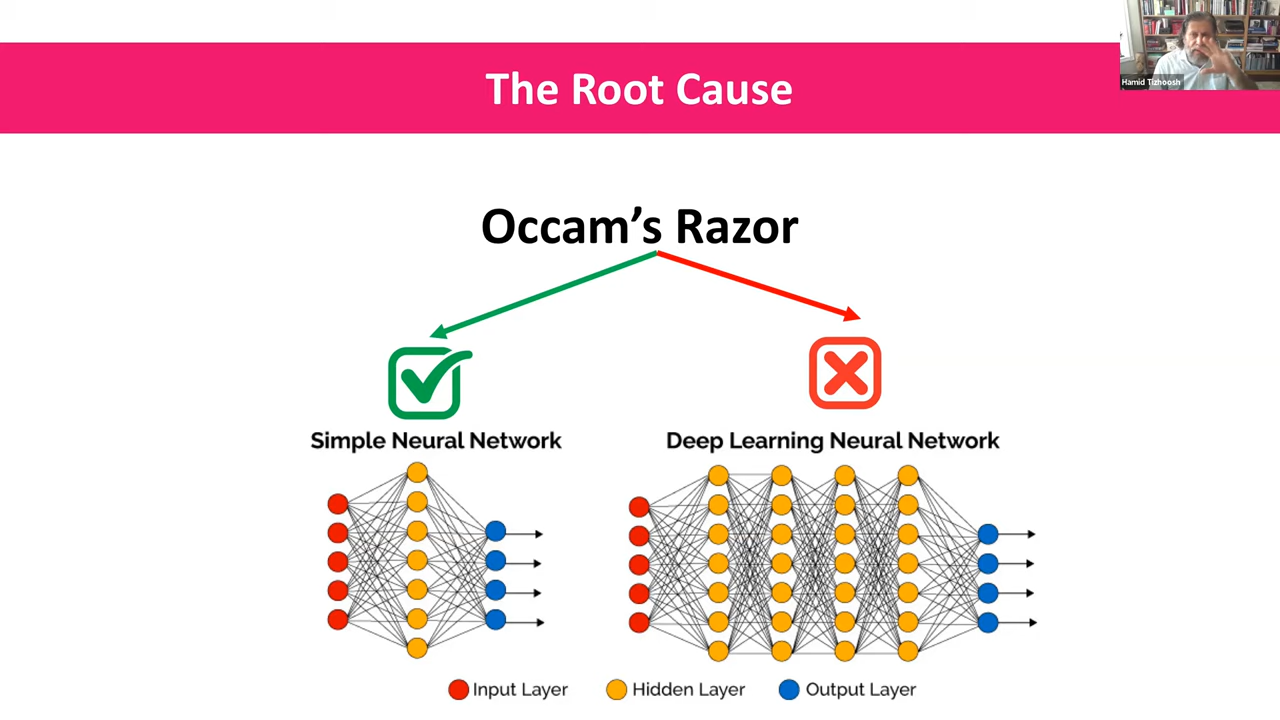 The Root Cause
Hamid Tizhoosh
Occam's Razor
Simple Neural Network
Deep Learning Neural Network
Input Layer
Hidden Layer
Output Layer